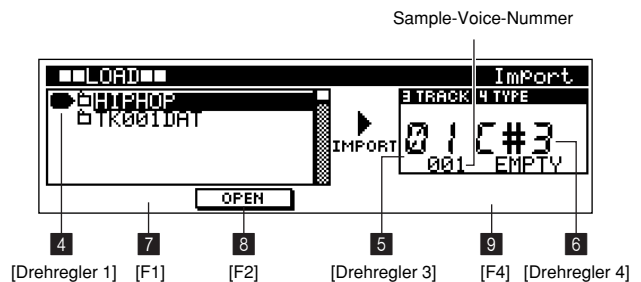 Sample-Voice-Nummer
■■LOAD■■ Import
HIPHOP
TK001DAT
3 TRACK 4 TYPE
IMPORT 01 C#3
001 EMPTY
OPEN
4 7 8 5 9 6
[Drehregler 1] [F1] [F2] [Drehregler 3] [F4] [Drehregler 4]